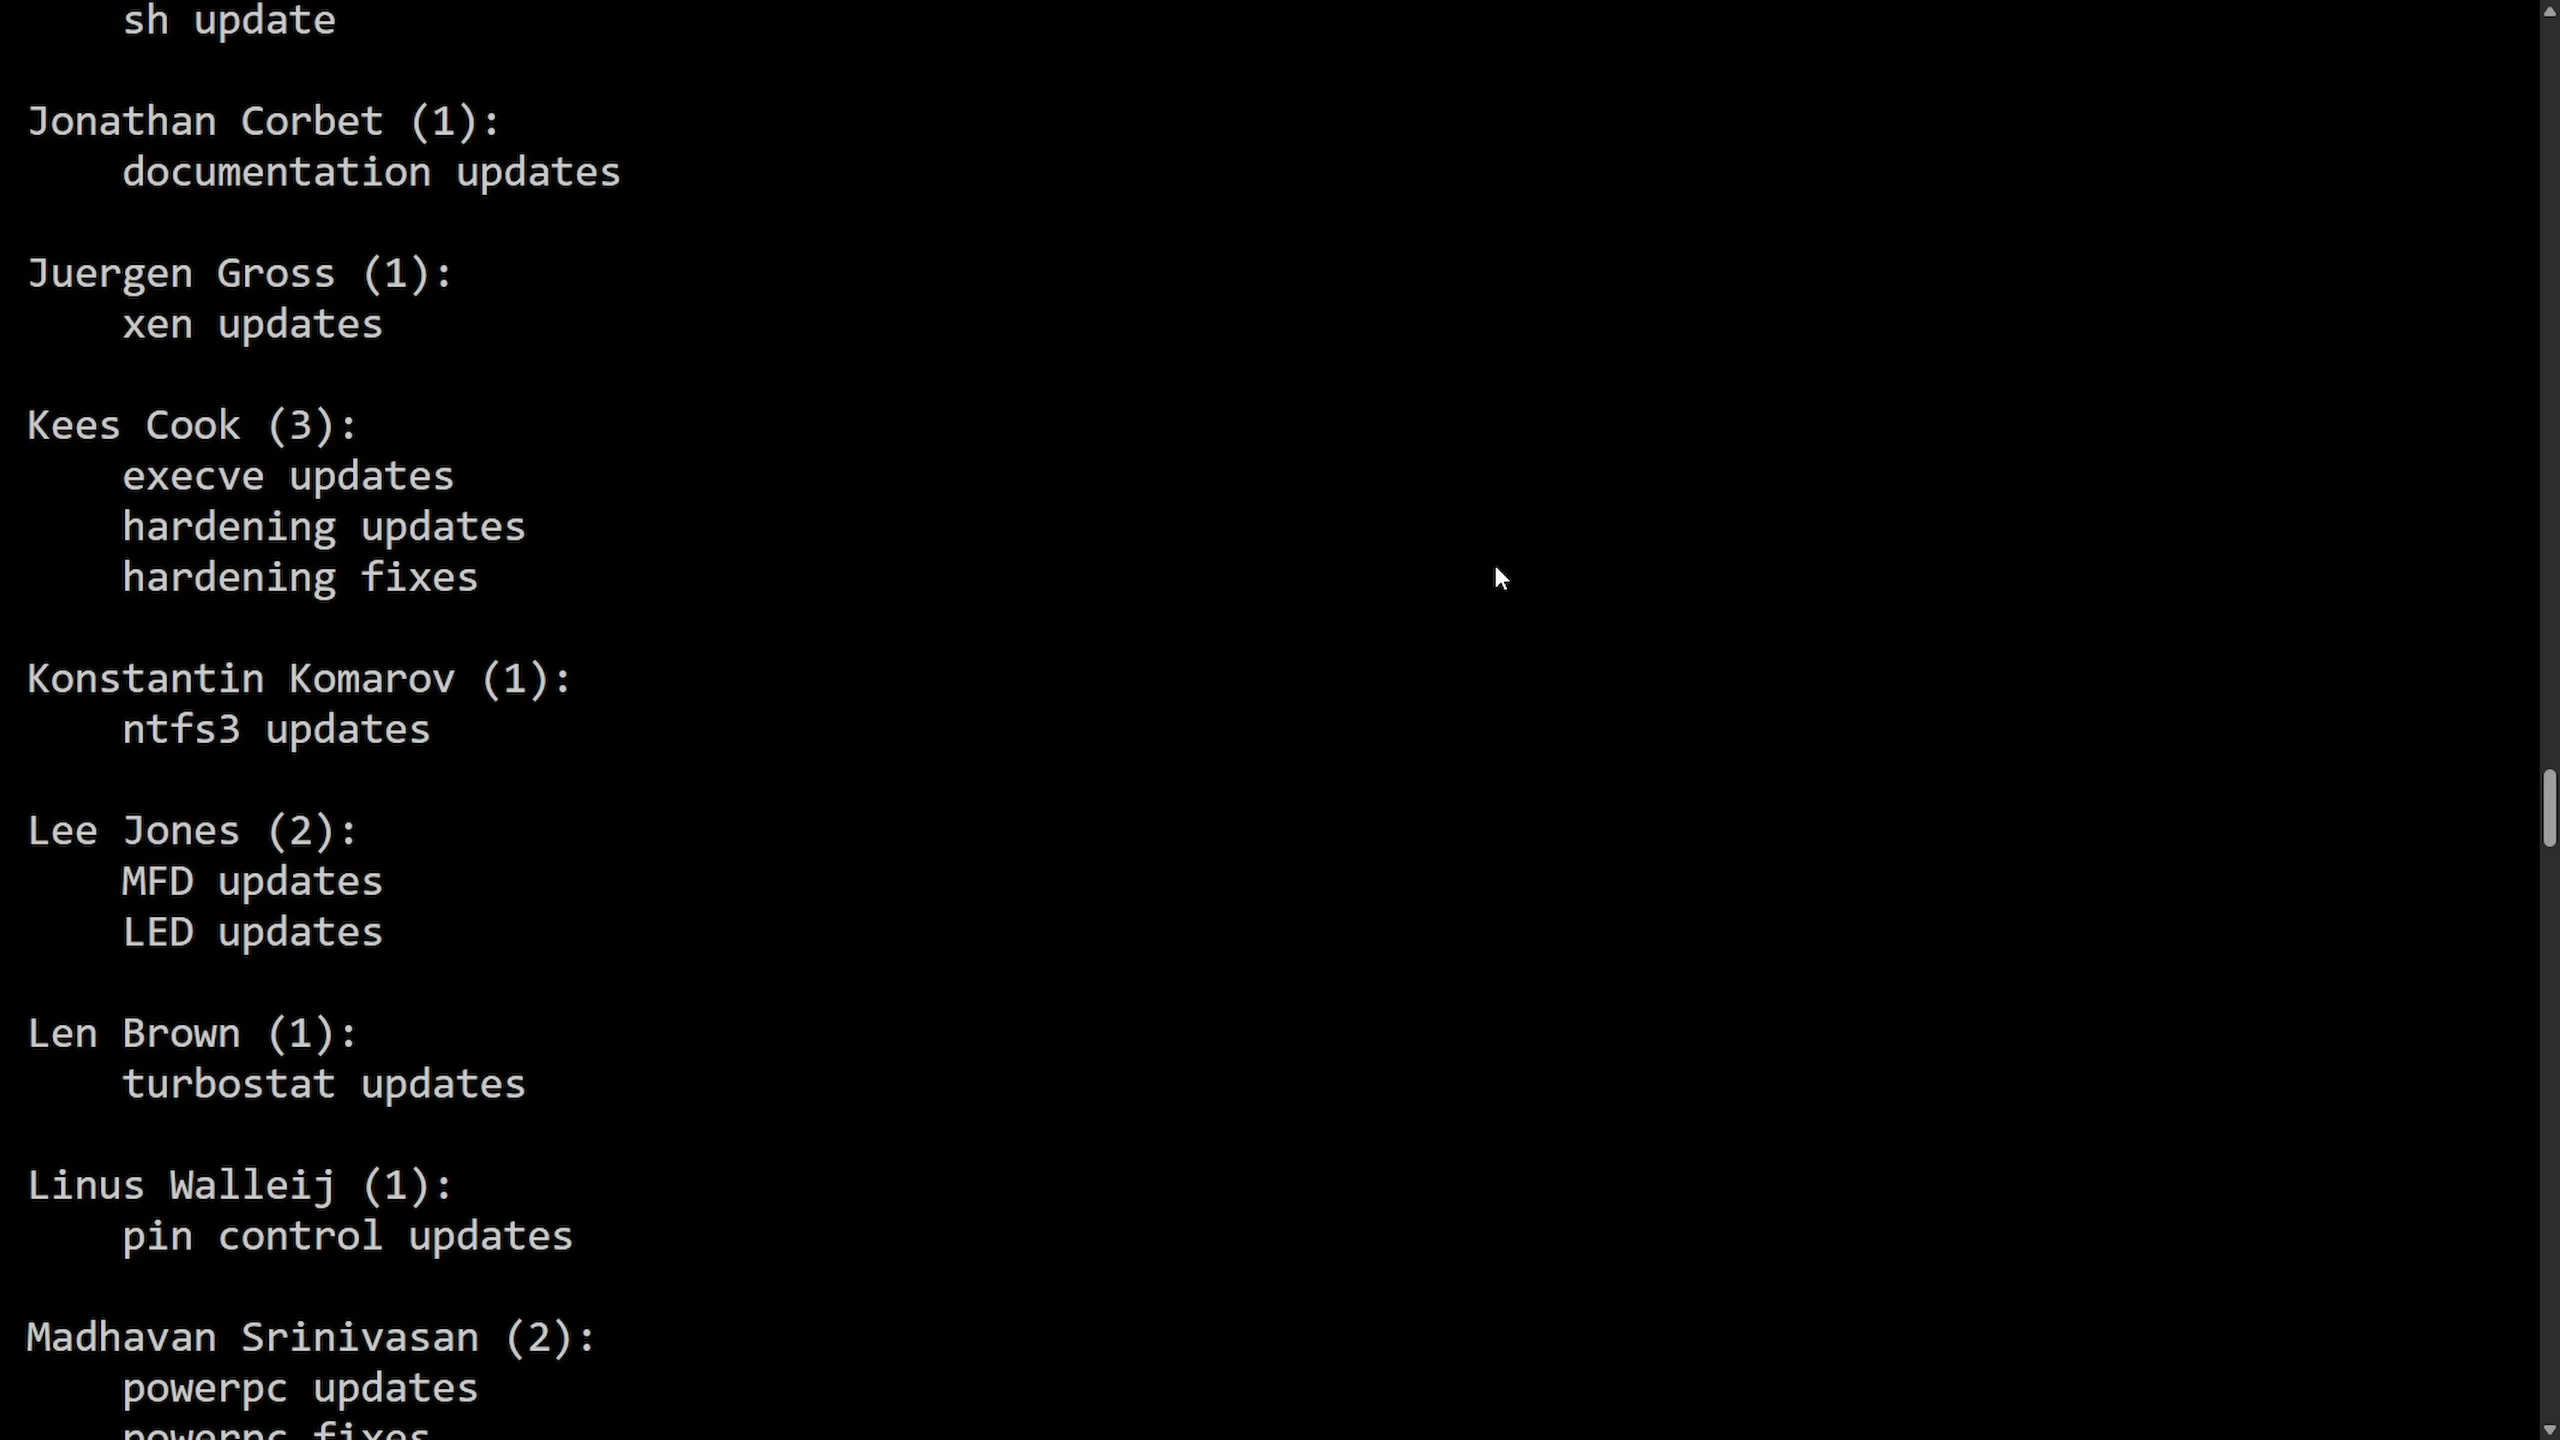 sh update
Jonathan Corbet (1):
documentation updates
Juergen Gross (1):
xen updates
Kees Cook (3):
execve updates
hardening updates
hardening fixes
Konstantin Komarov (1):
ntfs3 updates
Lee Jones (2):
MFD updates
LED updates
Len Brown (1):
turbostat updates
Linus Walleij (1):
pin control updates
Madhavan Srinivasan (2):
powerpc updates
powerpc fixes